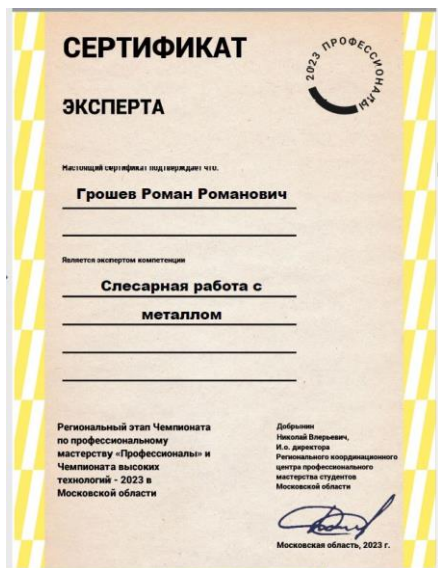 СЕРТИФИКАТ
2023 ПРОФЕССИОНАЛЫ
ЭКСПЕРТА
Настоящий сертификат подтверждает что.
Грошев Роман Романович
Является экспертом компетенции
Слесарная работа с
металлом
Региональный этап Чемпионата
по профессиональному
мастерству «Профессионалы» и
Чемпионата высоких
технологий - 2023 в
Московской области
Добрынин
Николай Влерьевич,
И.о. директора
Регионального координационного
центра профессионального
мастерства студентов
Московской области
Московская область, 2023 г.